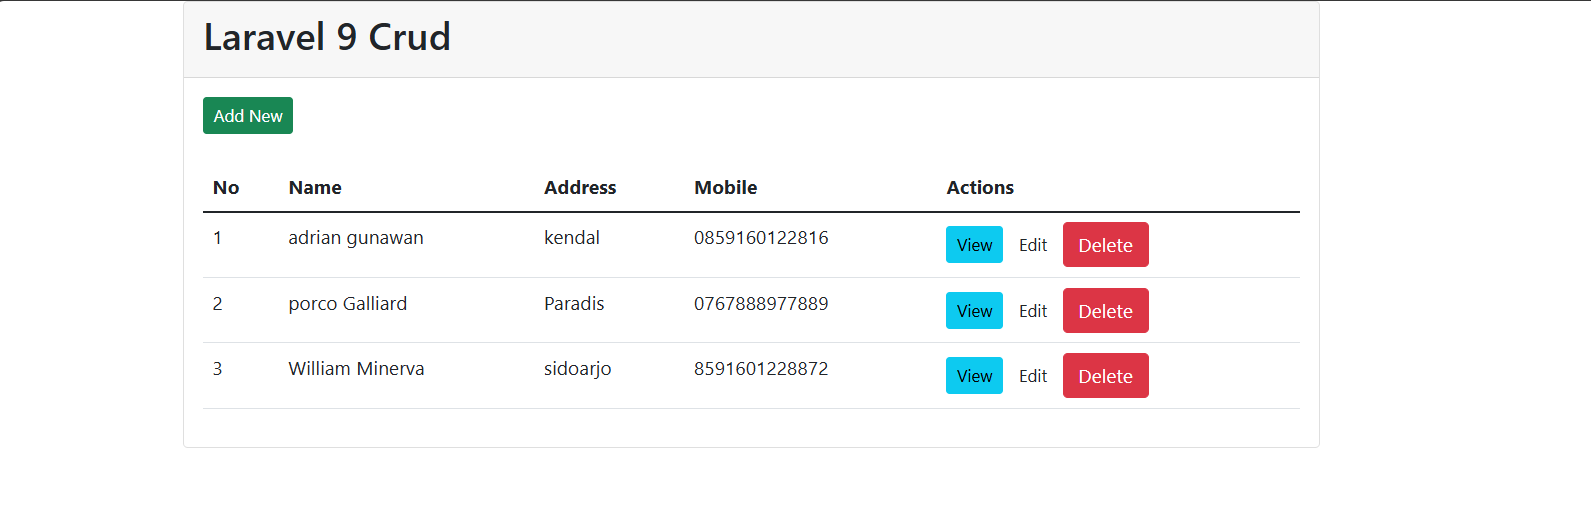 Laravel 9 Crud
Add New
No Name Address Mobile Actions
1 adrian gunawan kendal 0859160122816 View Edit Delete
2 porco Galliard Paradis 0767888977889 View Edit Delete
3 William Minerva sidoarjo 8591601228872 View Edit Delete